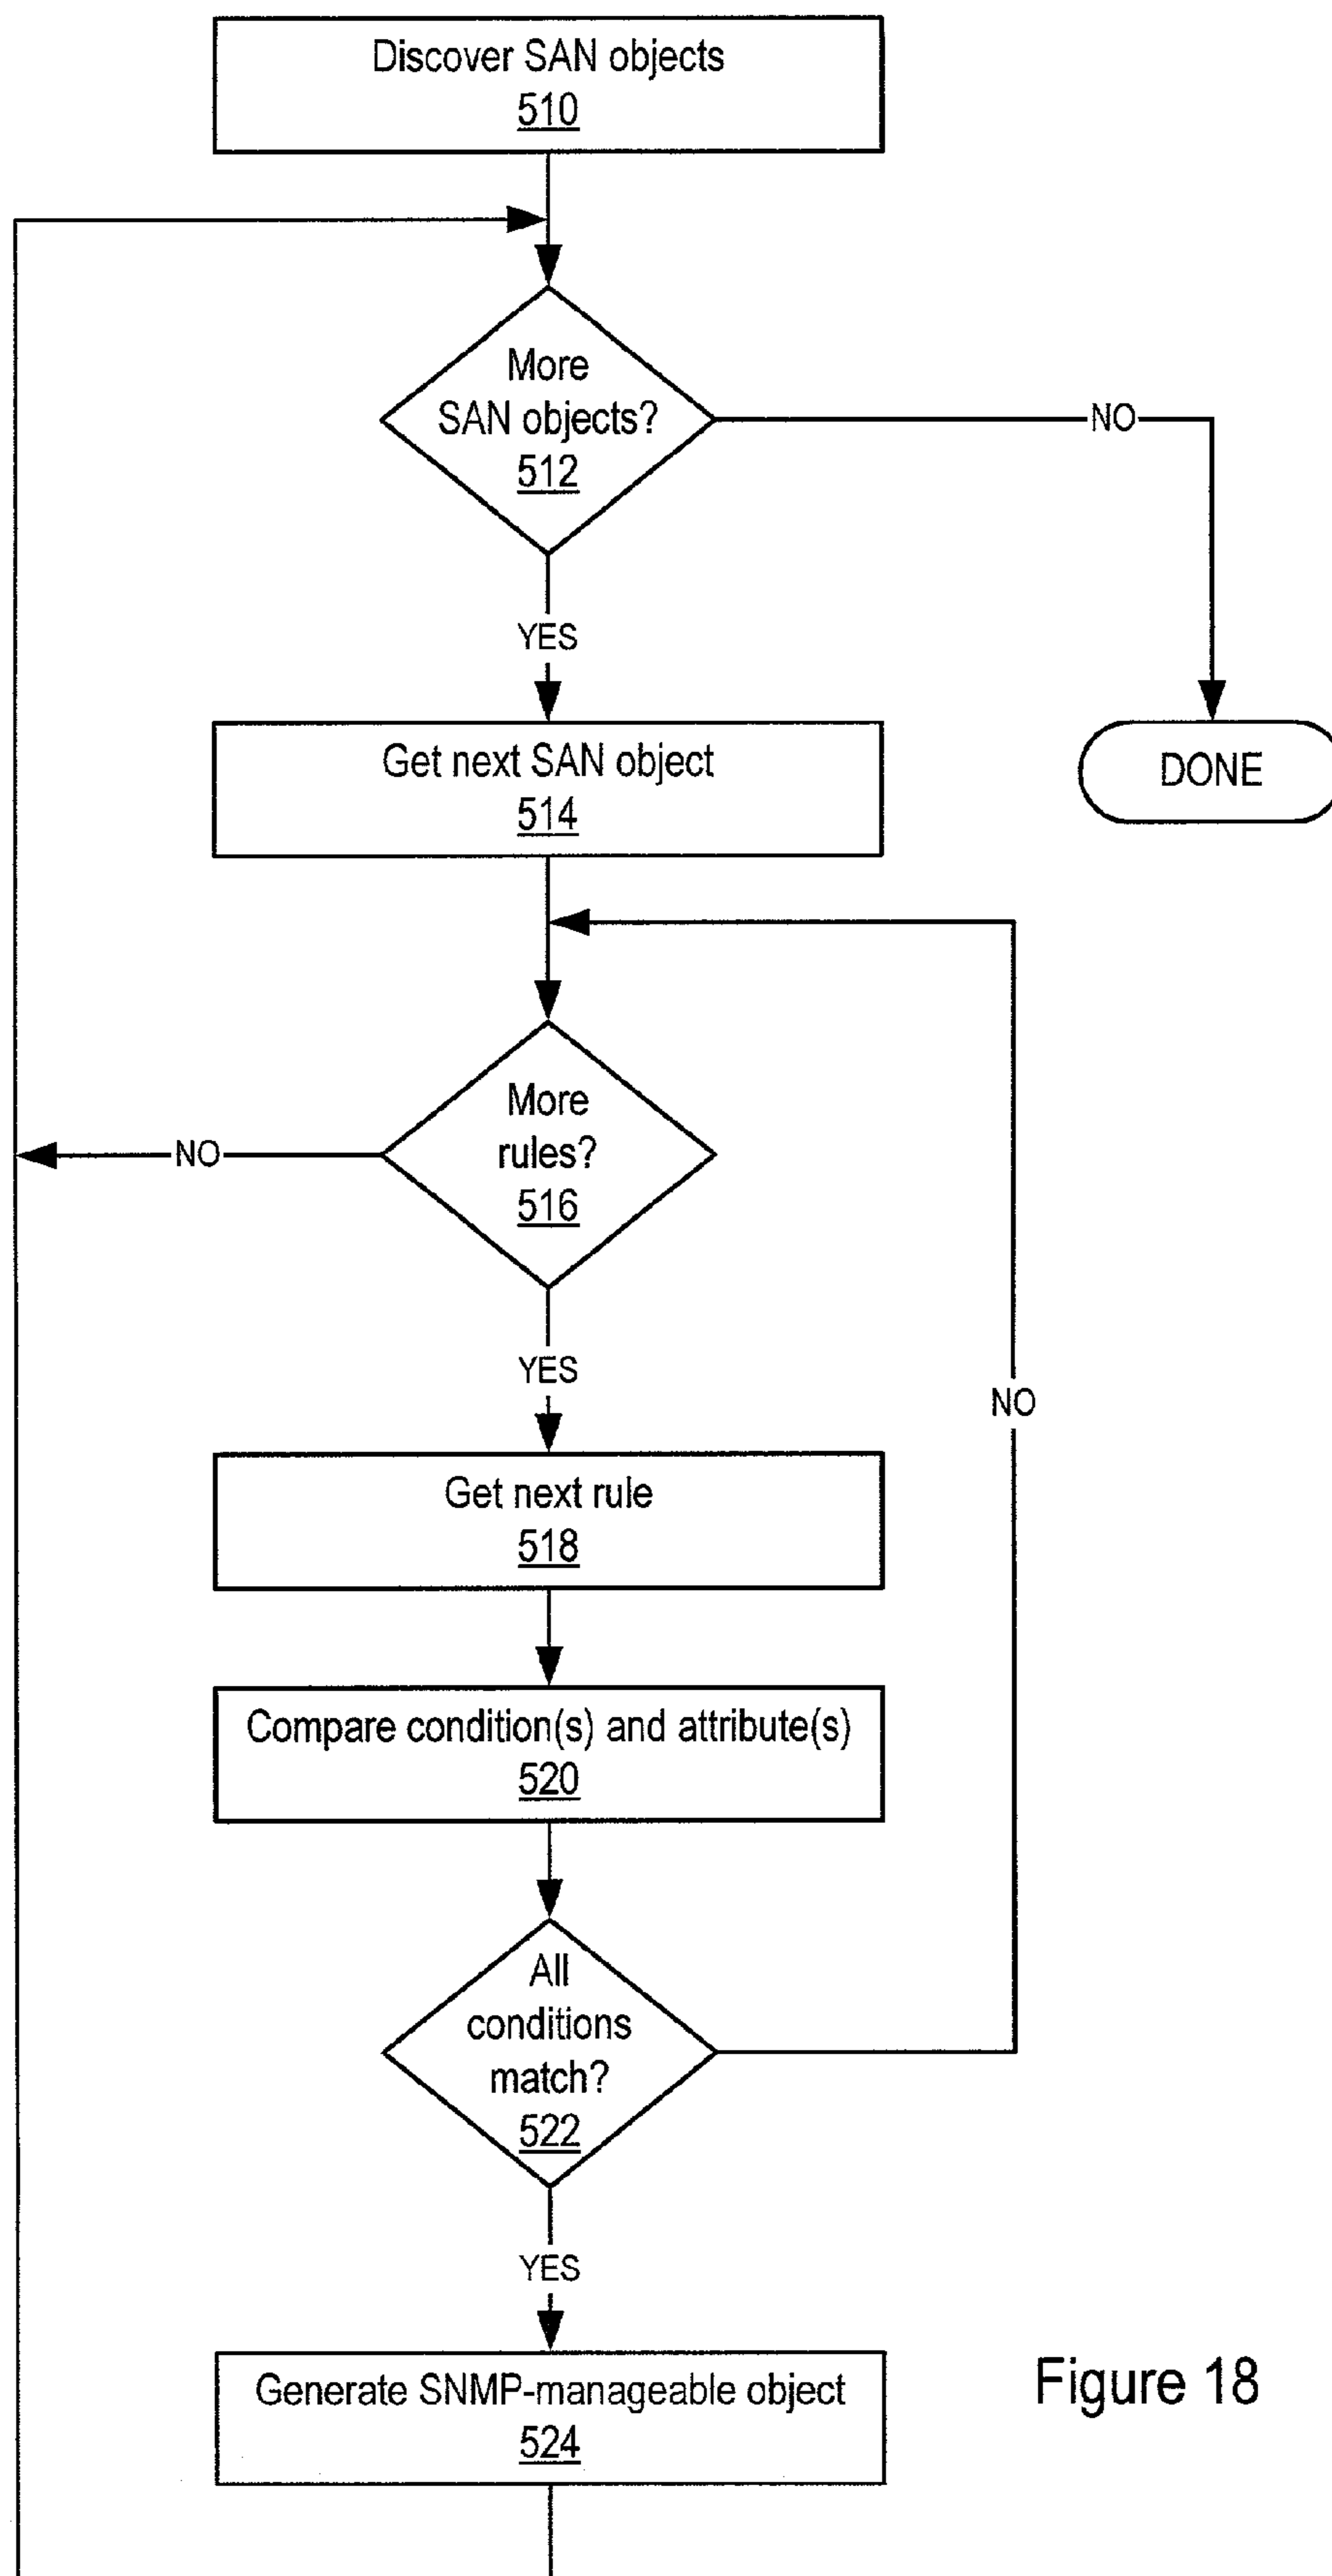 Discover SAN objects
510
More
SAN objects?
512
NO
YES
Get next SAN object
514
DONE
More
rules?
516
NO
YES
NO
Get next rule
518
Compare condition(s) and attribute(s)
520
All
conditions
match?
522
YES
Generate SNMP-manageable object
524
Figure 18